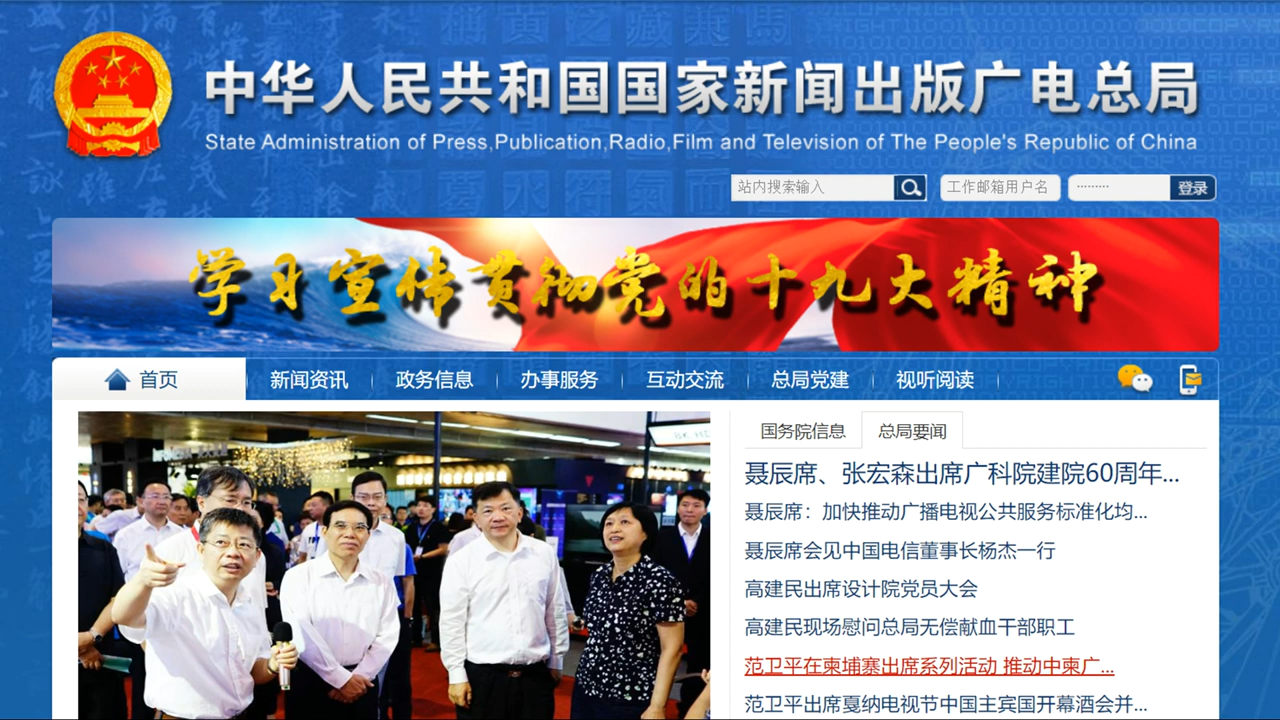 中华人民共和国国家新闻出版广电总局
State Administration of Press,Publication,Radio,Film and Television of The People's Republic of China
站内搜索输入
工作邮箱用户名
·········
登录
学习宣传贯彻党的十九大精神
首页
新闻资讯
政务信息
办事服务
互动交流
总局党建
视听阅读
国务院信息
总局要闻
聂辰席、张宏森出席广科院建院60周年...
聂辰席：加快推动广播电视公共服务标准化均...
聂辰席会见中国电信董事长杨杰一行
高建民出席设计院党员大会
高建民现场慰问总局无偿献血干部职工
范卫平在柬埔寨出席系列活动 推动中柬广...
范卫平出席戛纳电视节中国主宾国开幕酒会并...